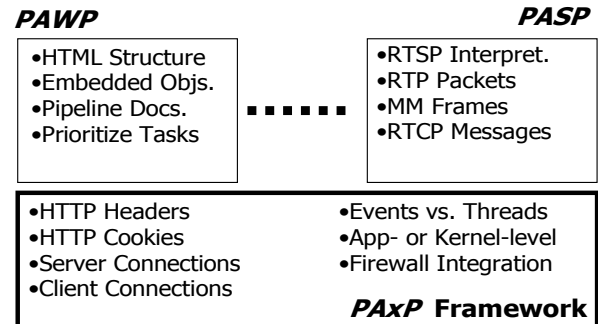 PAWP
•HTML Structure
•Embedded Objs.
•Pipeline Docs.
•Prioritize Tasks
PASP
•RTSP Interpret.
•RTP Packets
•MM Frames
•RTCP Messages
•HTTP Headers
•HTTP Cookies
•Server Connections
•Client Connections
•Events vs. Threads
•App- or Kernel-level
•Firewall Integration
PAxP Framework